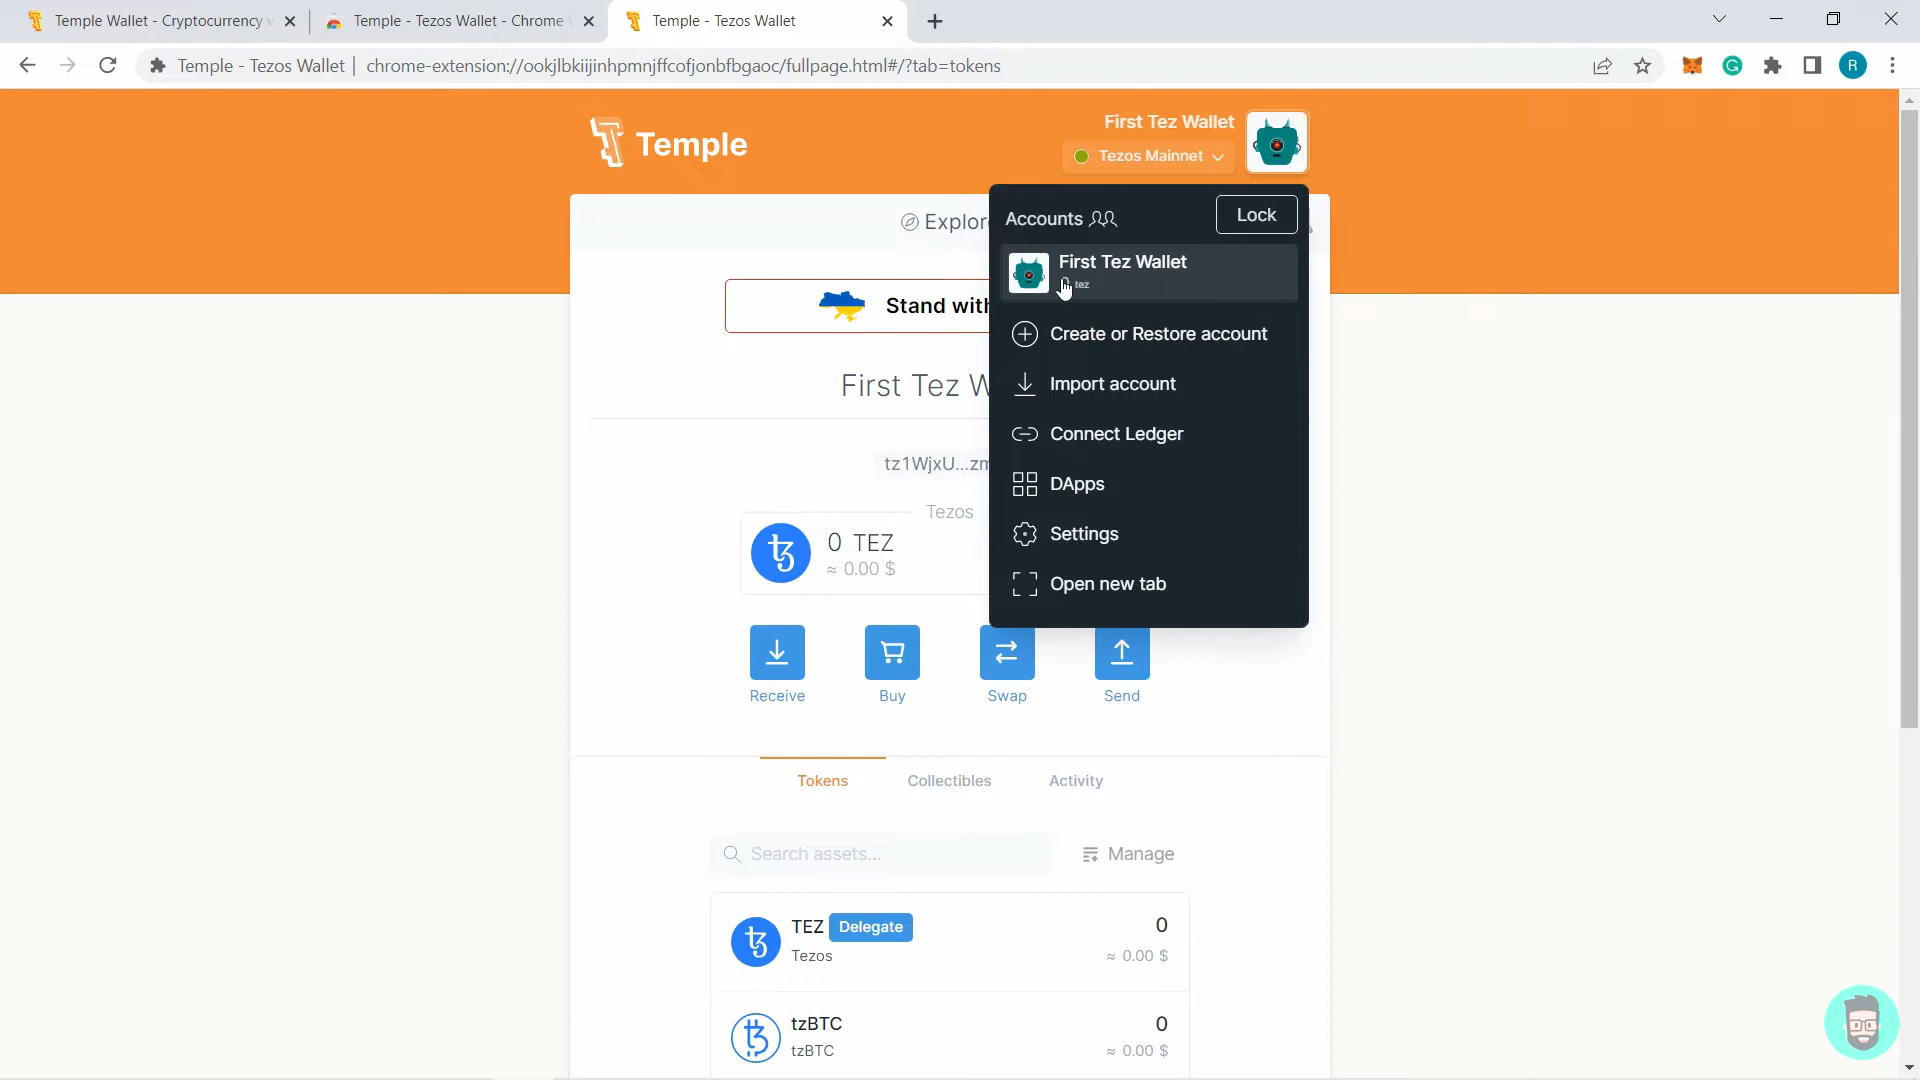 Temple Wallet - Cryptocurrency
Temple - Tezos Wallet - Chrome
Temple - Tezos Wallet
Temple - Tezos Wallet | chrome-extension://ookjlbkiijinhpmnjffcofjonbfbgaoc/fullpage.html#/?tab=tokens
R
Temple
First Tez Wallet
Tezos Mainnet
Explore
Accounts
Lock
First Tez Wallet
tez
Create or Restore account
Import account
Connect Ledger
DApps
Settings
Open new tab
Stand with
First Tez W
tz1WjxU...zm
Tezos
0 TEZ
≈ 0.00 $
Receive
Buy
Swap
Send
Tokens
Collectibles
Activity
Search assets...
Manage
TEZ Delegate
0
Tezos
≈ 0.00 $
tzBTC
0
tzBTC
≈ 0.00 $